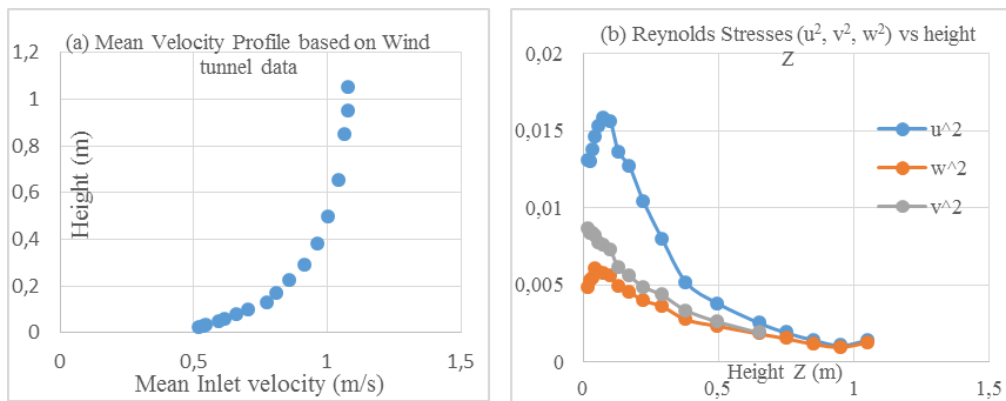 (a) Mean Velocity Profile based on Wind
tunnel data
1,2
1
0,8
0,6
0,4
0,2
0
Height (m)
0
0,5
1
1,5
Mean Inlet velocity (m/s)
(b) Reynolds Stresses (u², v², w²) vs height
Z
0,02
0,015
0,01
0,005
0
u^2
w^2
v^2
Height Z (m)
0
0,5
1
1,5